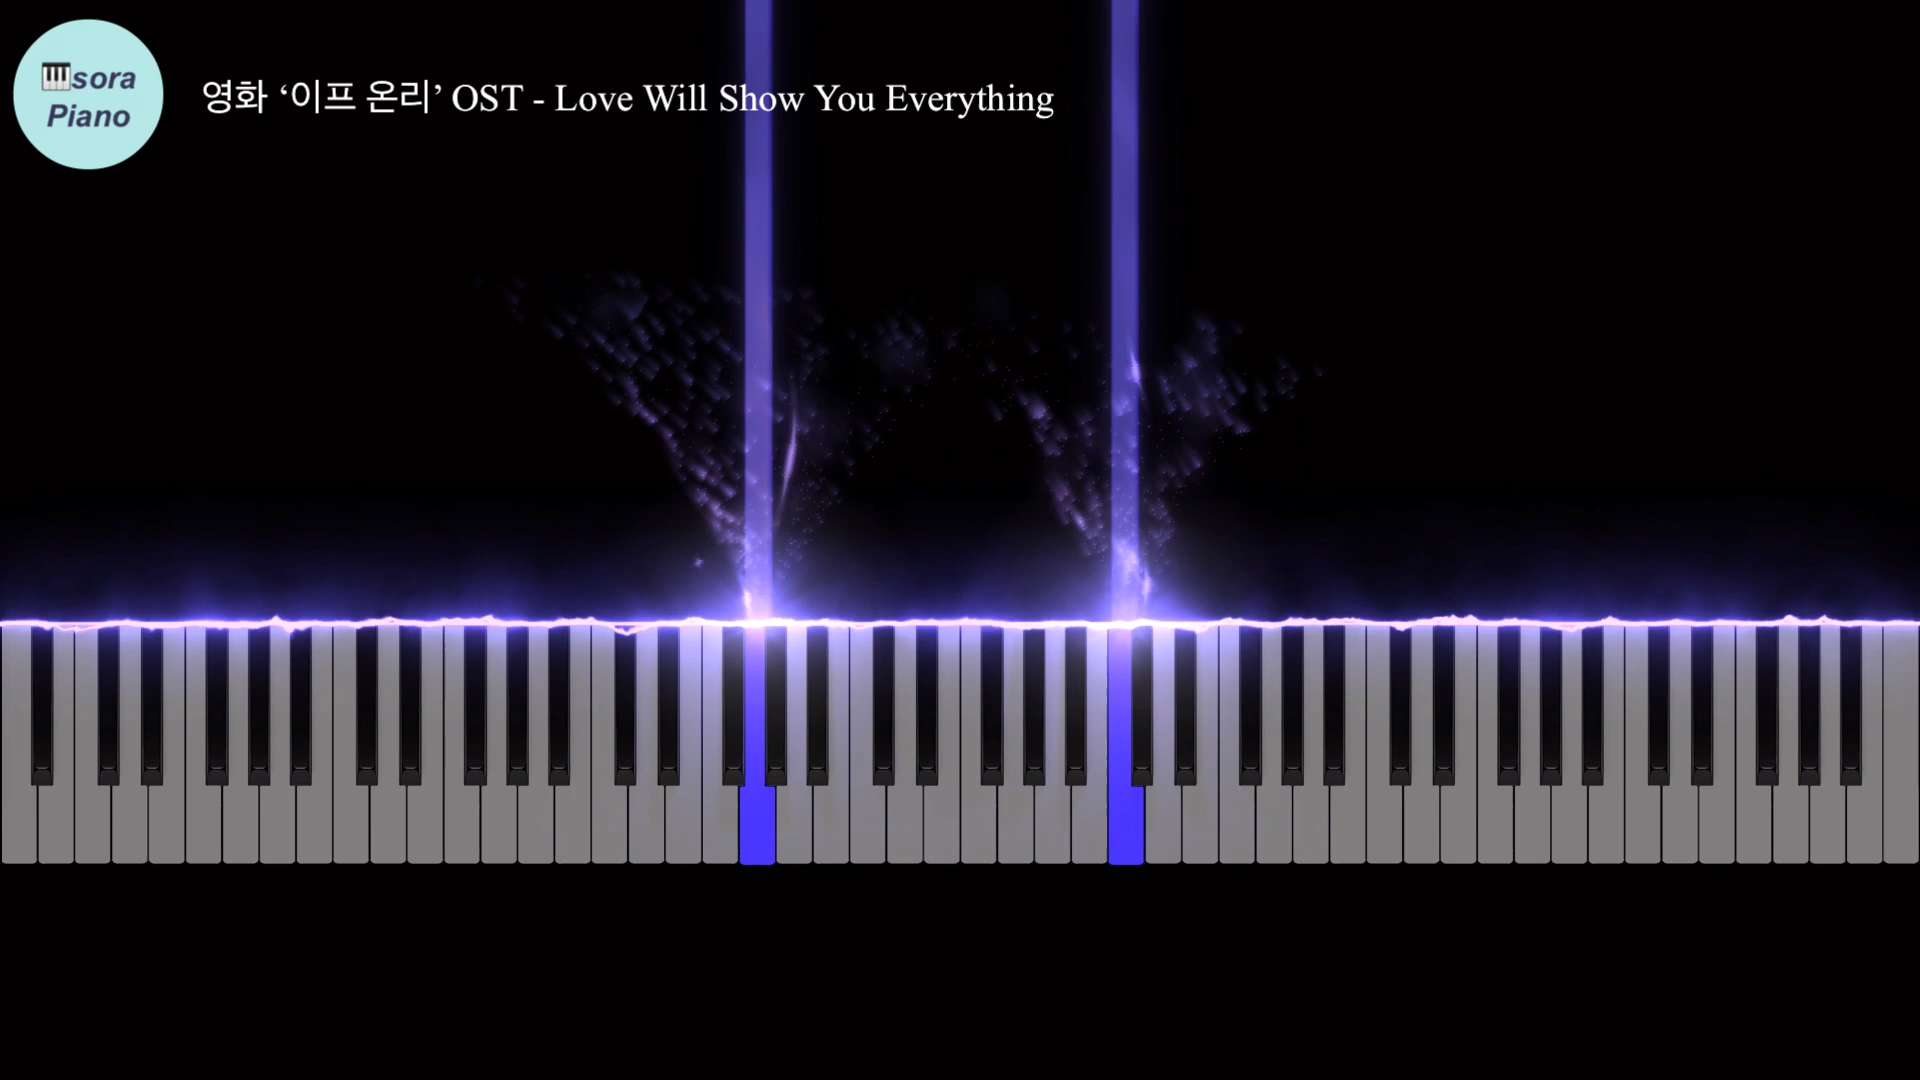 sora
Piano
영화 ‘이프 온리’ OST - Love Will Show You Everything